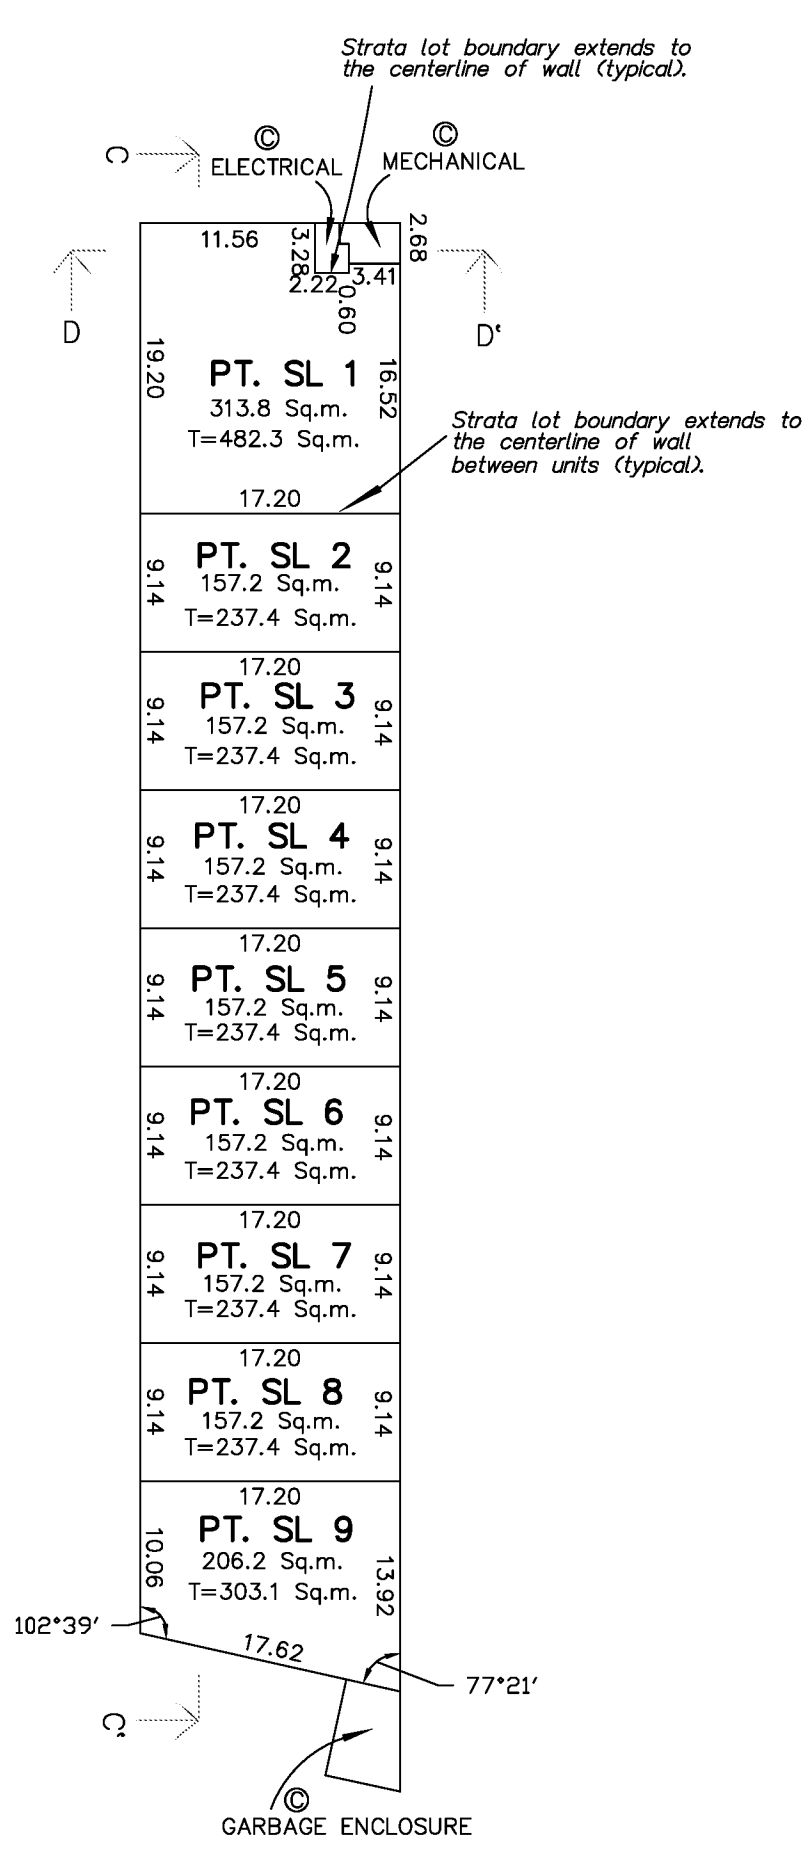 Strata lot boundary extends to
the centerline of wall (typical).
C
©
ELECTRICAL
©
MECHANICAL
11.56
3.28
2.68
2.22
3.41
0.60
D
D'
19.20
PT. SL 1
16.52
313.8 Sq.m.
T=482.3 Sq.m.
Strata lot boundary extends to
the centerline of wall
between units (typical).
17.20
PT. SL 2
9.14
157.2 Sq.m.
9.14
T=237.4 Sq.m.
17.20
PT. SL 3
9.14
157.2 Sq.m.
9.14
T=237.4 Sq.m.
17.20
PT. SL 4
9.14
157.2 Sq.m.
9.14
T=237.4 Sq.m.
17.20
PT. SL 5
9.14
157.2 Sq.m.
9.14
T=237.4 Sq.m.
17.20
PT. SL 6
9.14
157.2 Sq.m.
9.14
T=237.4 Sq.m.
17.20
PT. SL 7
9.14
157.2 Sq.m.
9.14
T=237.4 Sq.m.
17.20
PT. SL 8
9.14
157.2 Sq.m.
9.14
T=237.4 Sq.m.
17.20
PT. SL 9
10.06
206.2 Sq.m.
13.92
T=303.1 Sq.m.
102°39'
17.62
77°21'
C'
©
GARBAGE ENCLOSURE